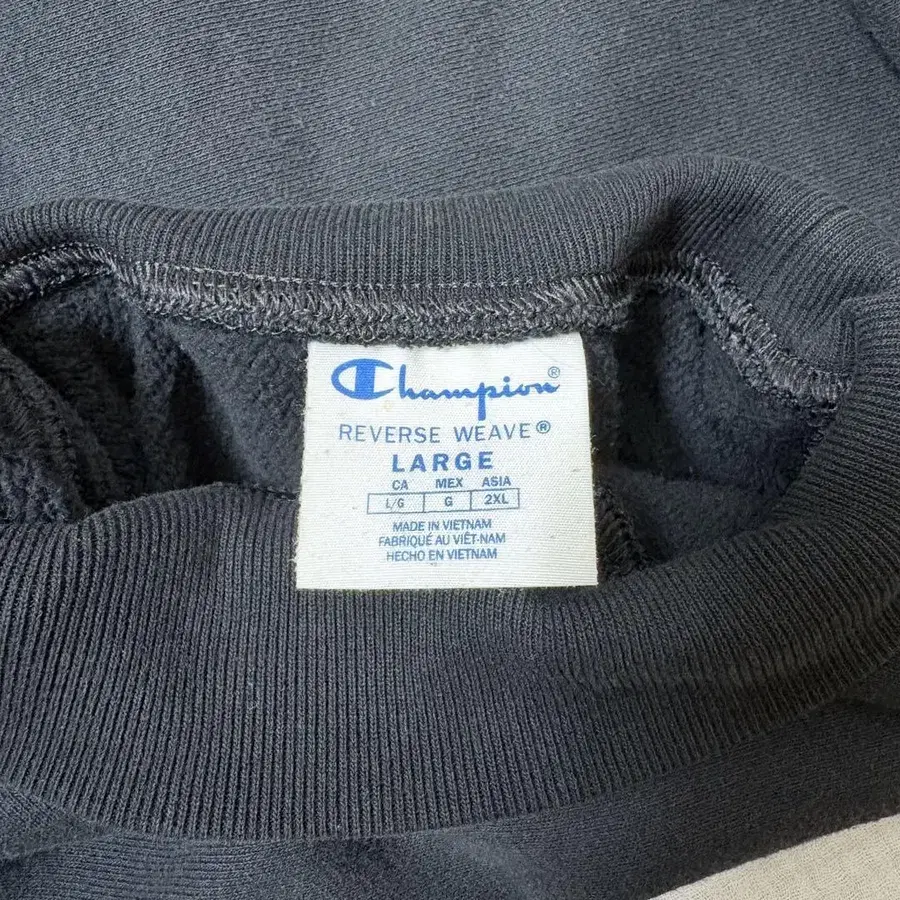 Champion®
REVERSE WEAVE®
LARGE
CA MEX ASIA
L/G G 2XL
MADE IN VIETNAM
FABRIQUÉ AU VIÊT-NAM
HECHO EN VIETNAM